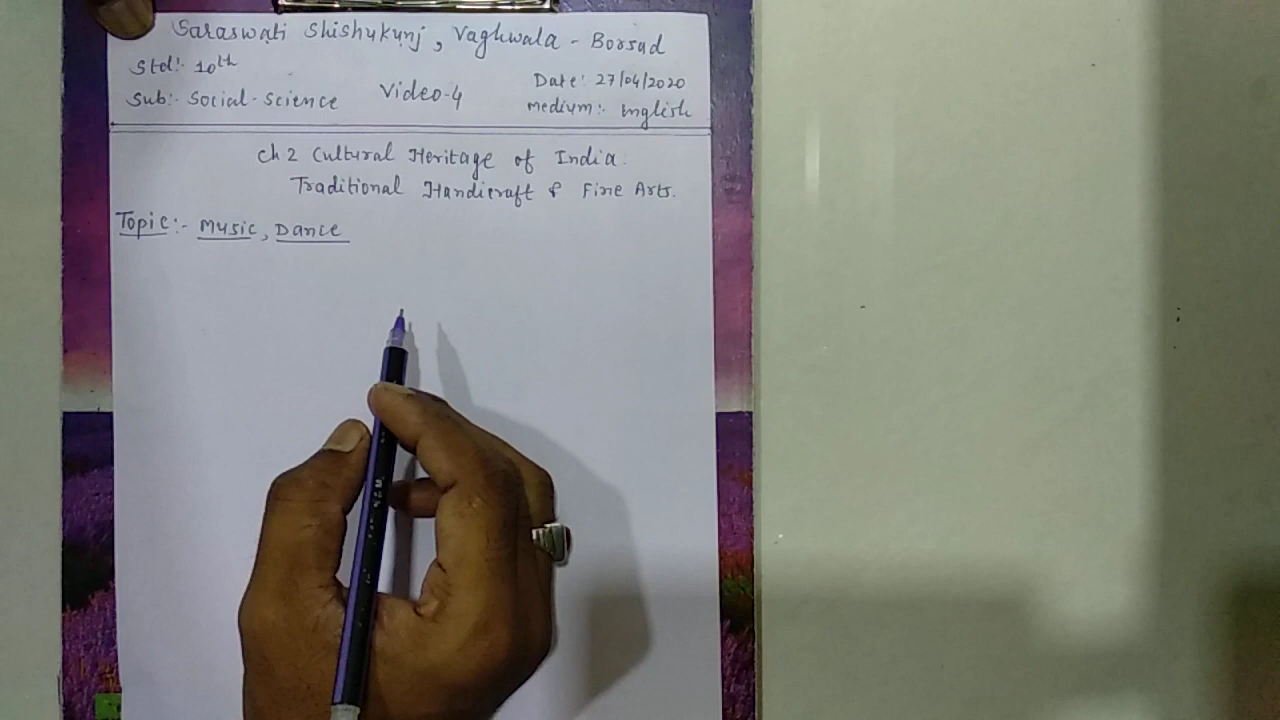 Saraswati Shishukunj, Vaghwala - Borsad
Std:- 10th
Date: 27/04/2020
Sub:- Social-Science
Video-4
Medium:- English
Ch 2 Cultural Heritage of India.
Traditional Handicraft & Fine Arts.
Topic:- Music, Dance